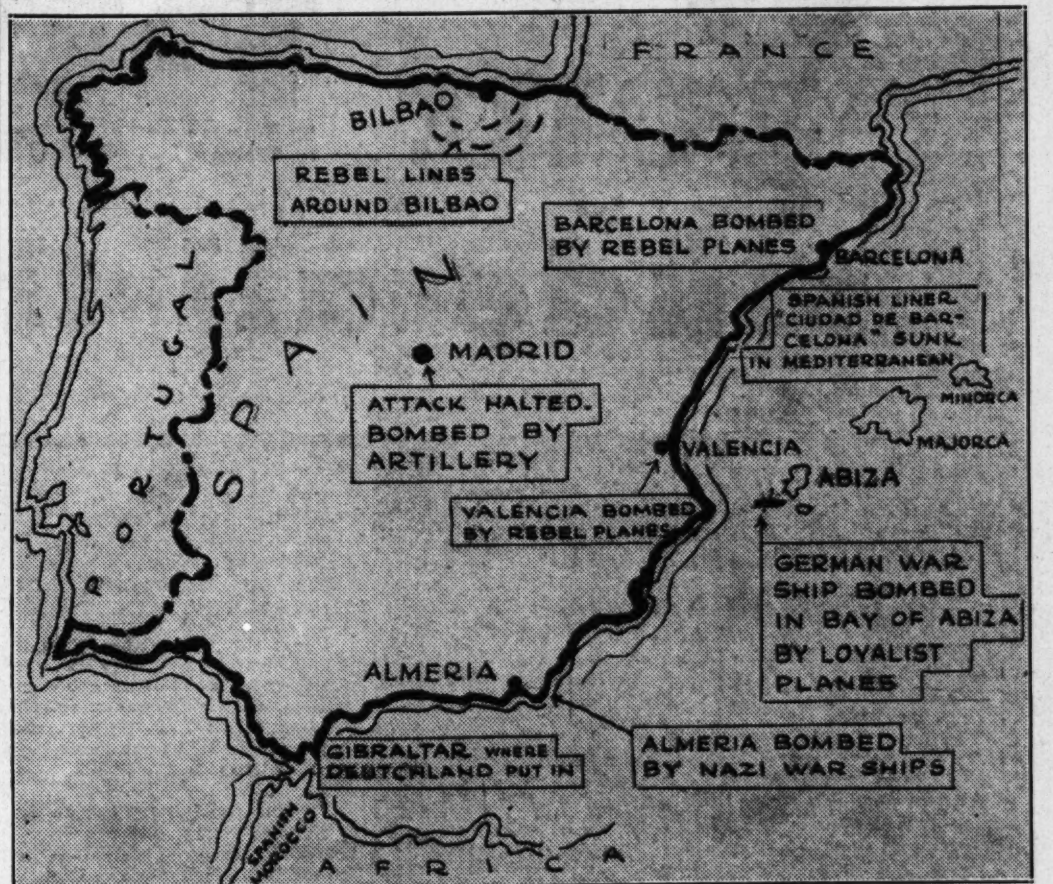 FRANCE
BILBAO
REBEL LINES
AROUND BILBAO
BARCELONA BOMBED
BY REBEL PLANES
BARCELONA
SPANISH LINER
"CIUDAD DE BAR-
CELONA" SUNK
IN MEDITERRANEAN
MINORCA
MAJORCA
PORTUGAL
SPAIN
MADRID
ATTACK HALTED.
BOMBED BY
ARTILLERY
VALENCIA
VALENCIA BOMBED
BY REBEL PLANES
ABIZA
GERMAN WAR
SHIP BOMBED
IN BAY OF ABIZA
BY LOYALIST
PLANES
ALMERIA
GIBRALTAR WHERE
DEUTCHLAND PUT IN
ALMERIA BOMBED
BY NAZI WAR SHIPS
SPANISH
MOROCCO
AFRICA